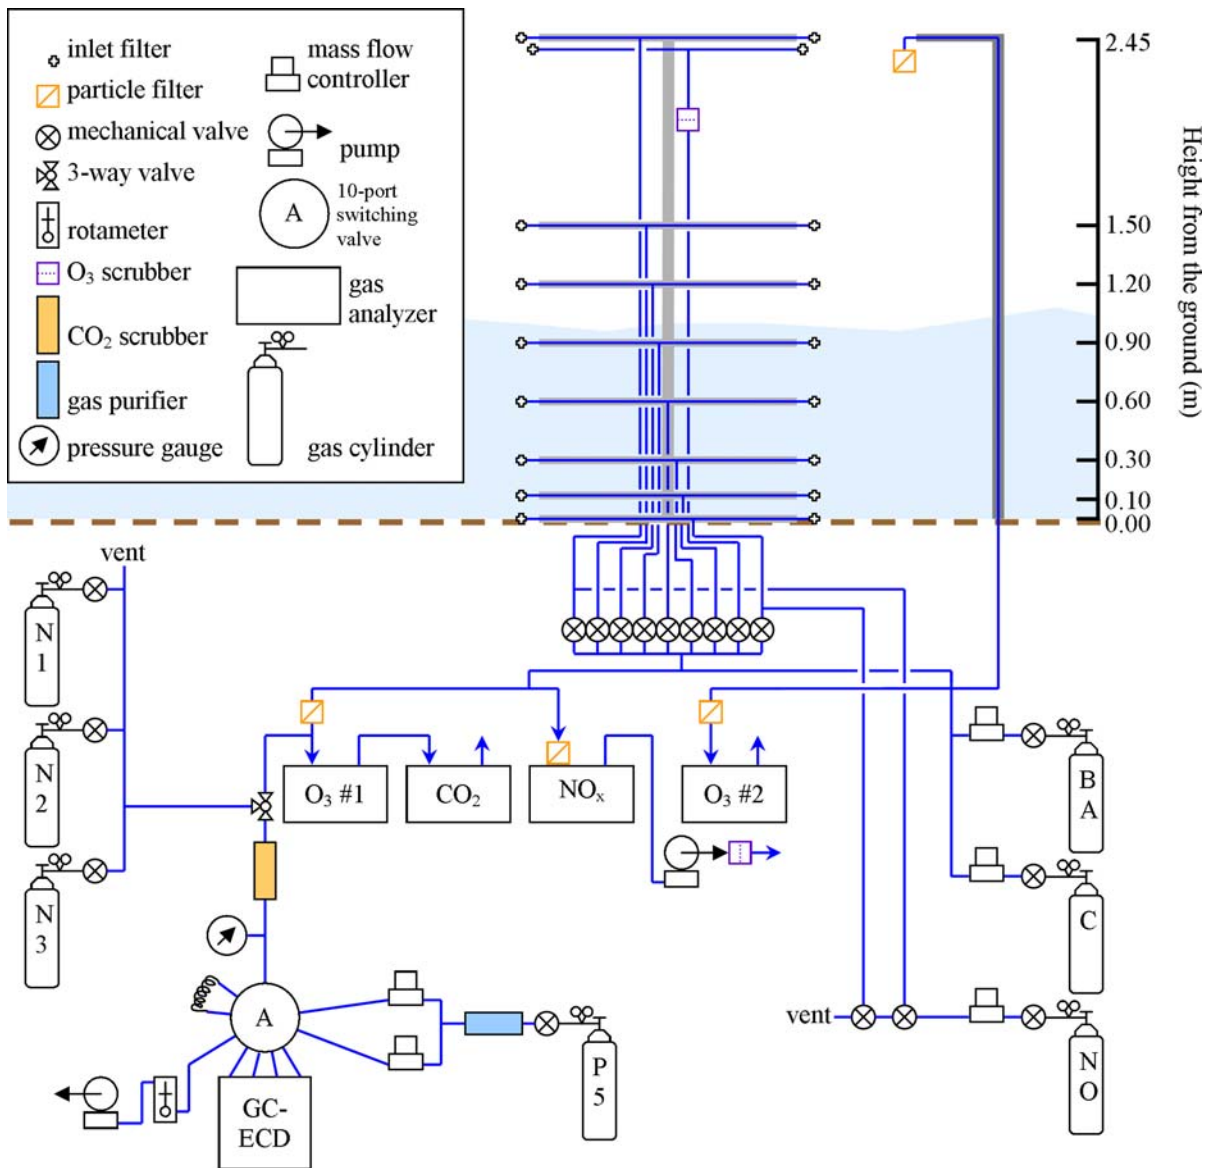 inlet filter
particle filter
mechanical valve
3-way valve
rotameter
O₃ scrubber
CO₂ scrubber
gas purifier
pressure gauge
mass flow
controller
pump
A
10-port
switching
valve
gas
analyzer
gas cylinder
2.45
1.50
1.20
0.90
0.60
0.30
0.10
0.00
Height from the ground (m)
vent
N
1
N
2
N
3
O₃ #1
CO₂
NOₓ
O₃ #2
B
A
C
vent
N
O
A
P
5
GC-
ECD